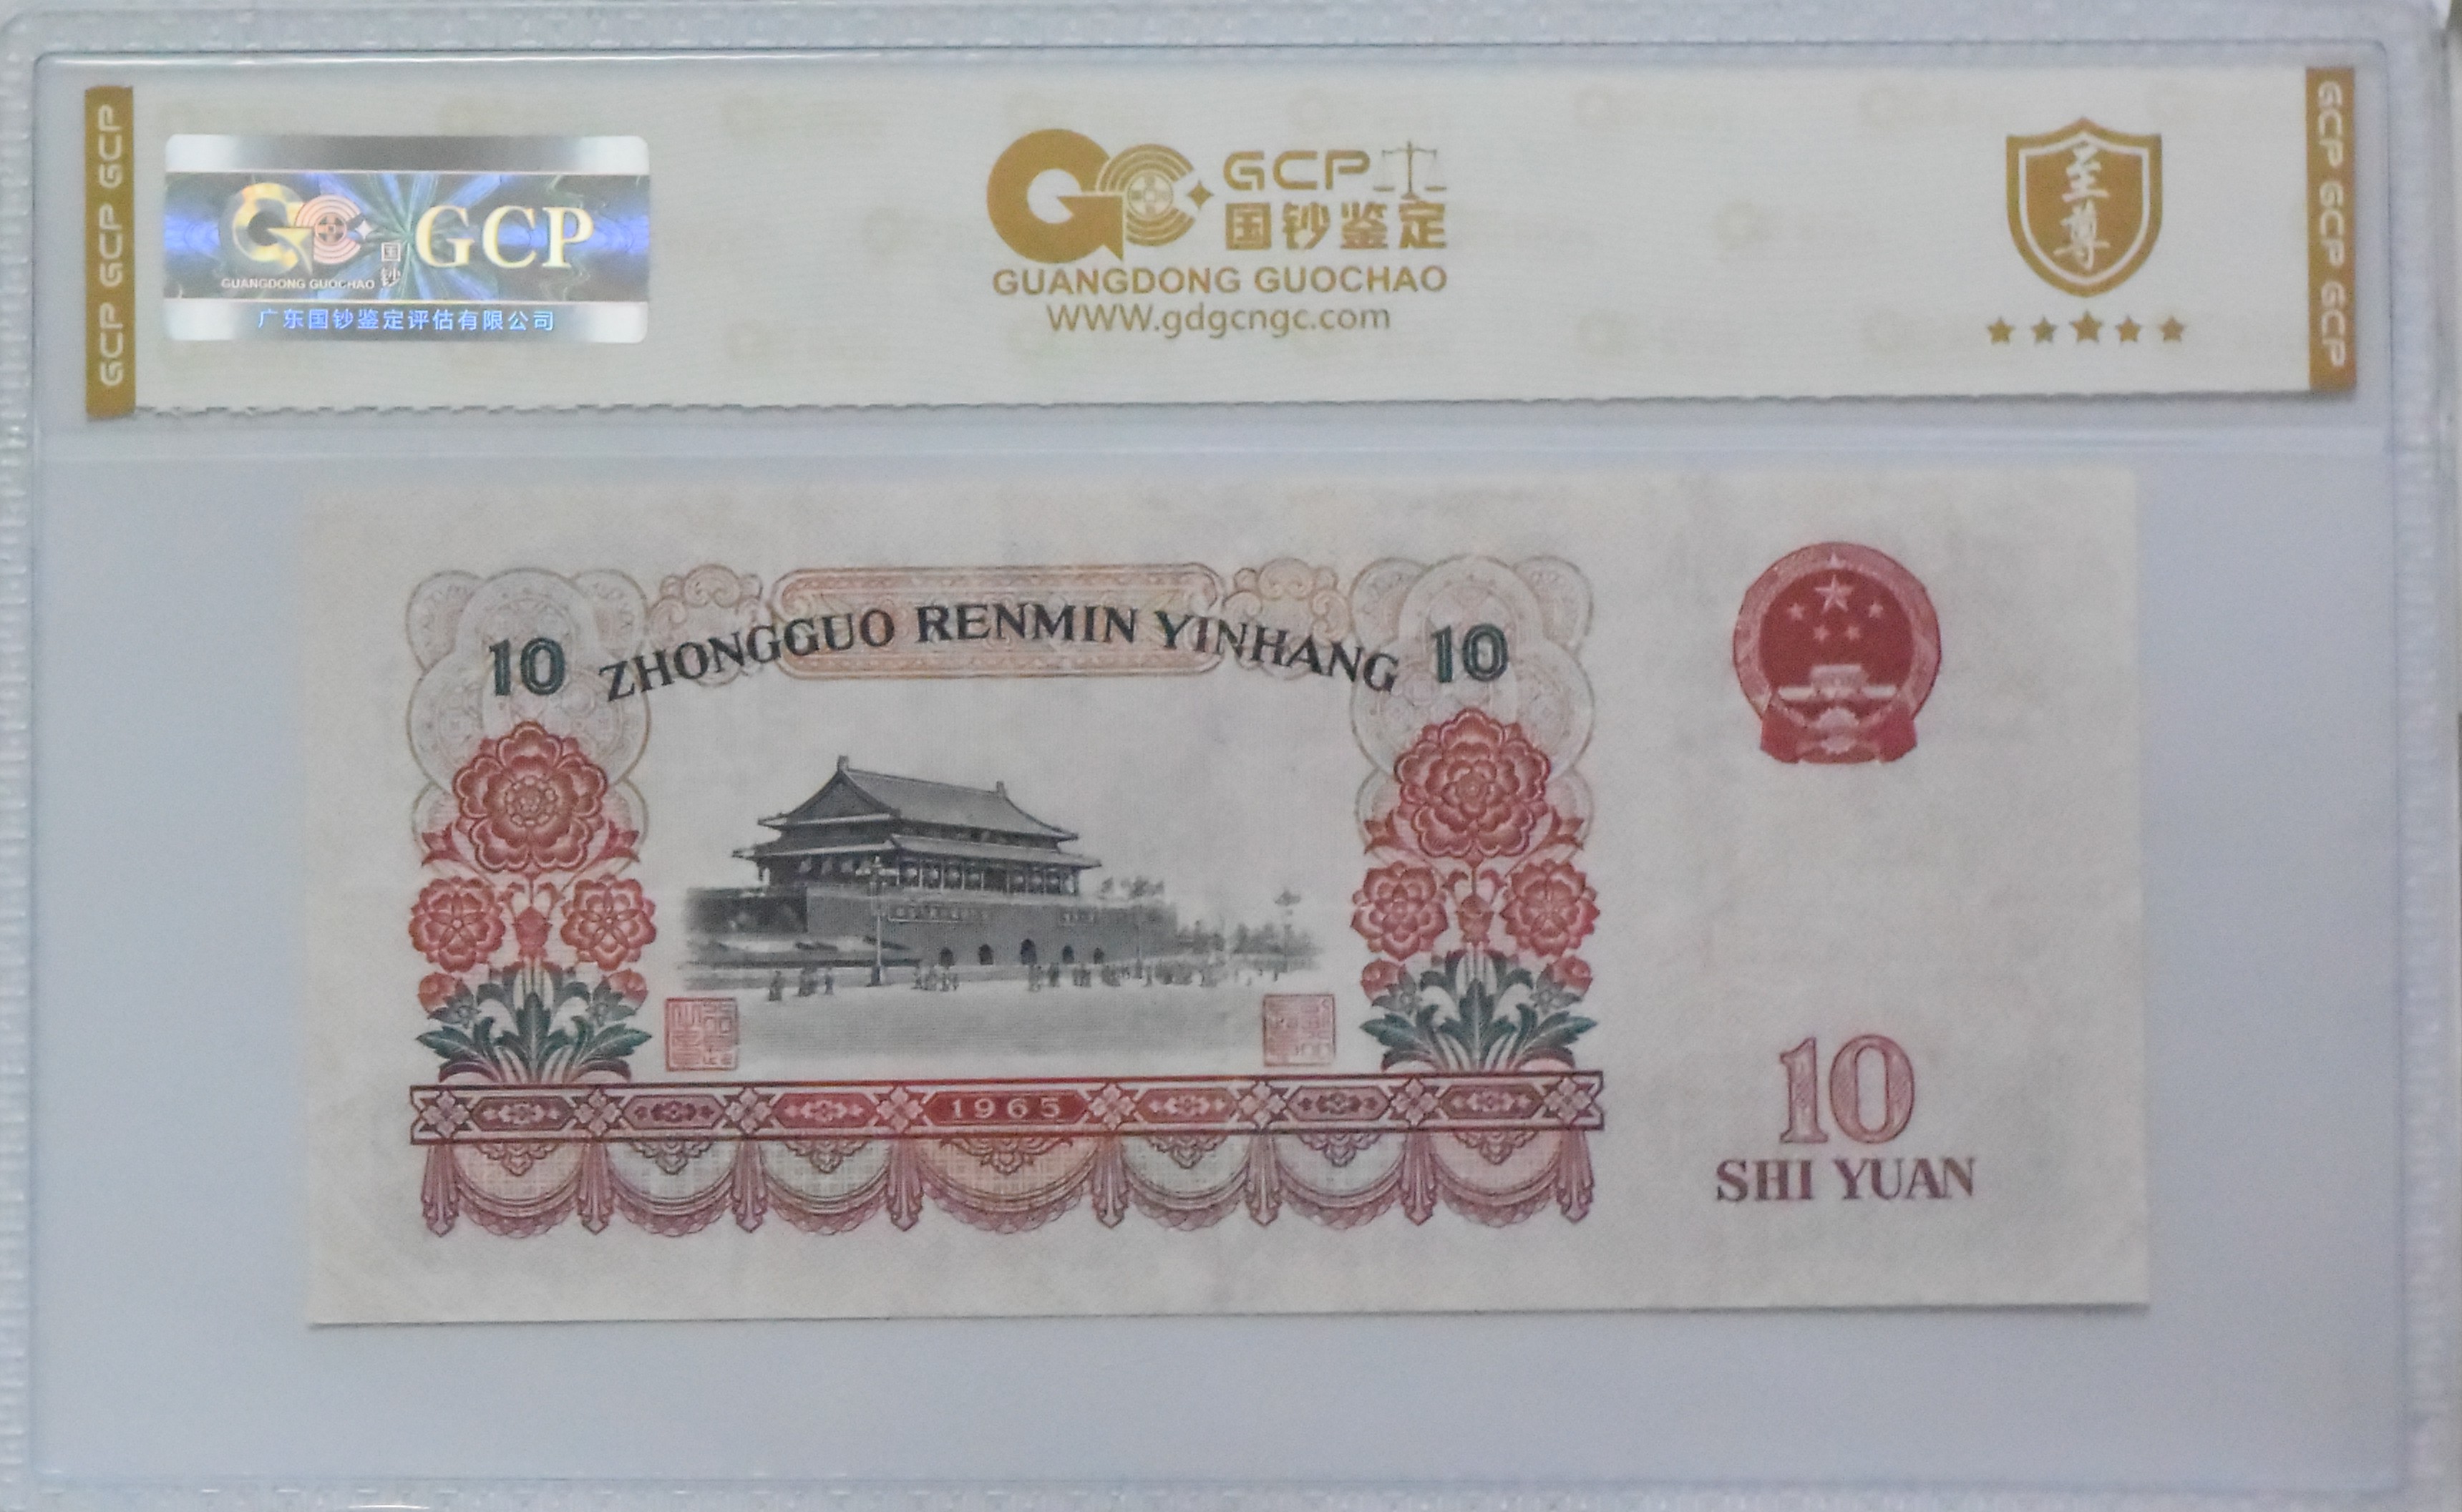 GCP GCP GCP
国钞
GCP
GUANGDONG GUOCHAO
广东国钞鉴定评估有限公司
GCP
国钞鉴定
GUANGDONG GUOCHAO
WWW.gdgcngc.com
至尊
GCP GCP GCP
10 ZHONGGUO RENMIN YINHANG 10
1965
10
SHI YUAN